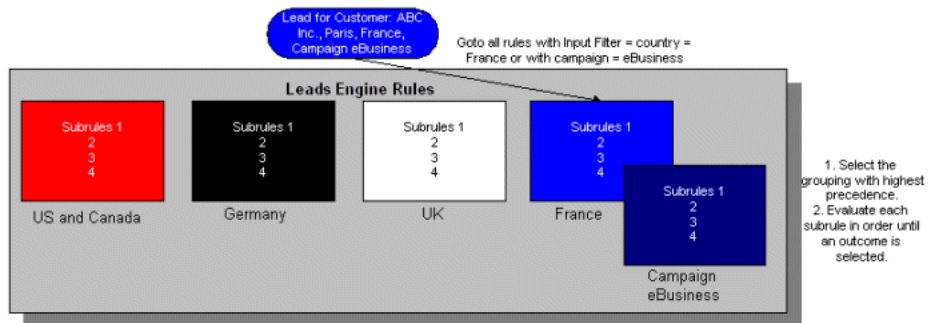 Lead for Customer: ABC
Inc., Paris, France,
Campaign eBusiness
Goto all rules with Input Filter = country =
France or with campaign = eBusiness
Leads Engine Rules
Subrules 1
2
3
4
US and Canada
Subrules 1
2
3
4
Germany
Subrules 1
2
3
4
UK
Subrules 1
2
3
4
France
Subrules 1
2
3
4
Campaign
eBusiness
1. Select the
grouping with highest
precedence.
2. Evaluate each
subrule in order until
an outcome is
selected.